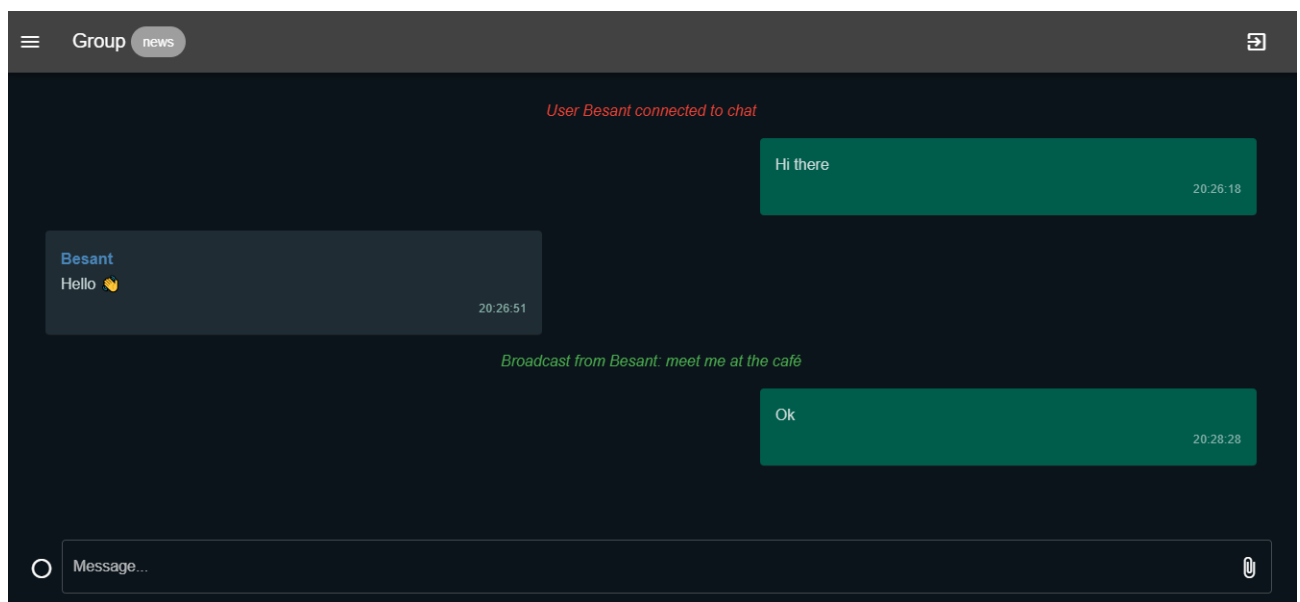 Group news
User Besant connected to chat
Hi there
20:26:18
Besant
Hello 👋
20:26:51
Broadcast from Besant: meet me at the café
Ok
20:28:28
Message...